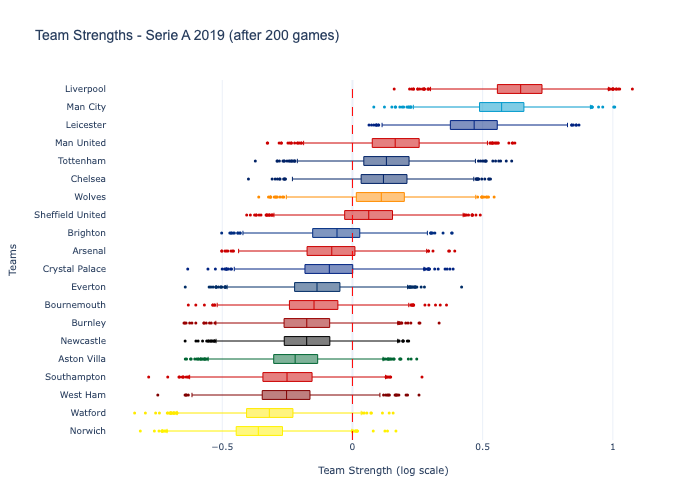 Team Strengths - Serie A 2019 (after 200 games)
Liverpool
Man City
Leicester
Man United
Tottenham
Chelsea
Wolves
Sheffield United
Brighton
Arsenal
Crystal Palace
Everton
Bournemouth
Burnley
Newcastle
Aston Villa
Southampton
West Ham
Watford
Norwich
Teams
−0.5
0
0.5
1
Team Strength (log scale)